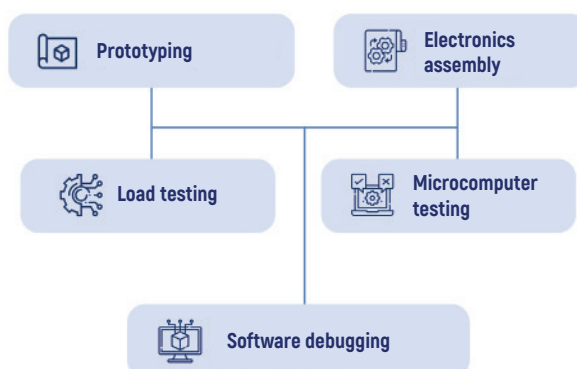 Prototyping
Electronics
assembly
Load testing
Microcomputer
testing
Software debugging